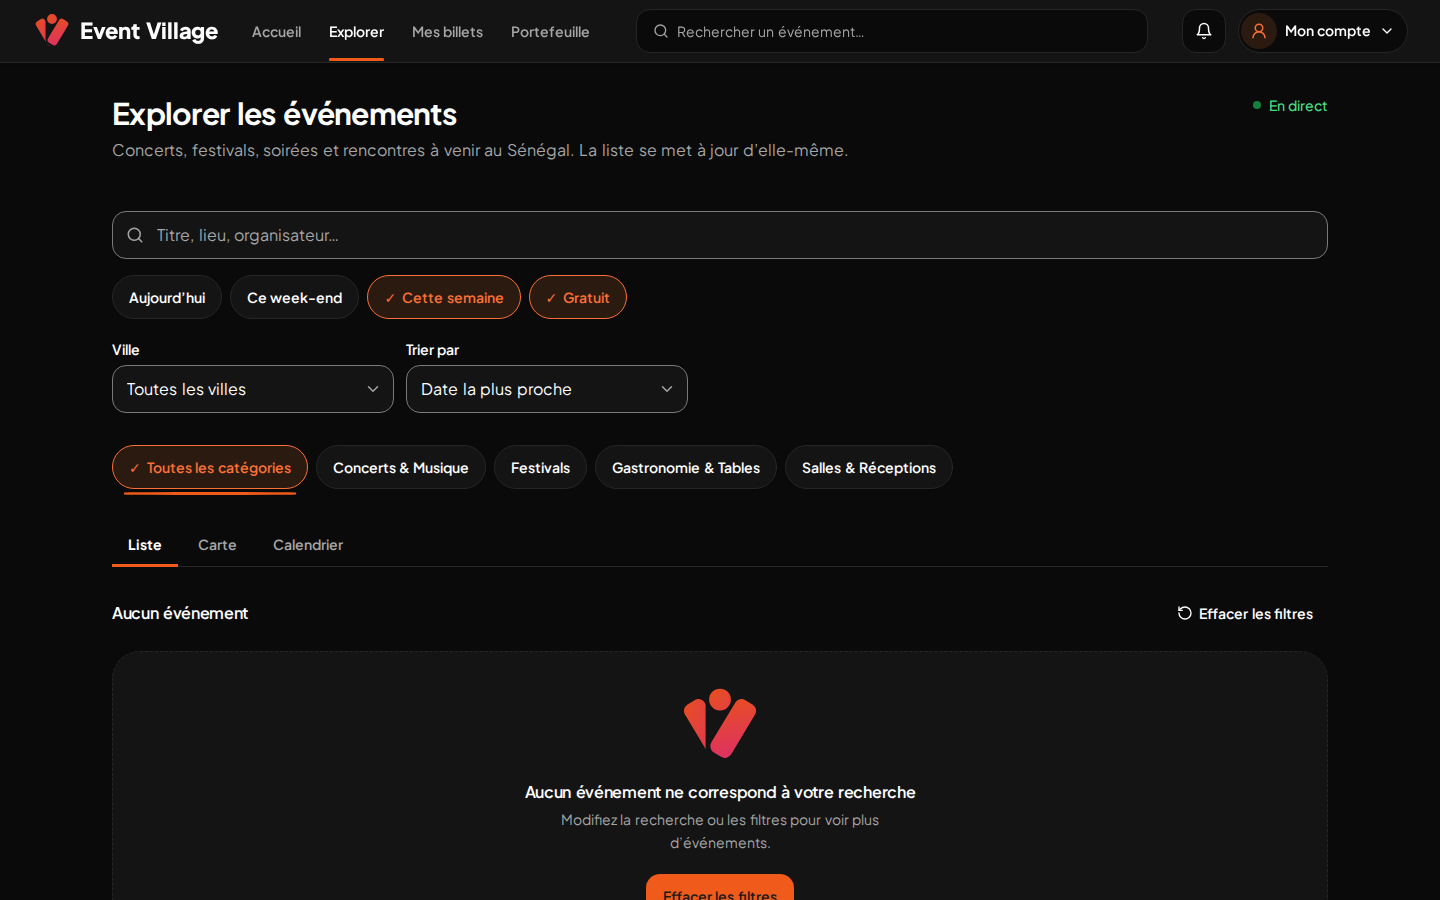 Event Village
Accueil
Explorer
Mes billets
Portefeuille
Rechercher un événement…
Mon compte
Explorer les événements
En direct
Concerts, festivals, soirées et rencontres à venir au Sénégal. La liste se met à jour d’elle-même.
Titre, lieu, organisateur…
Aujourd’hui
Ce week-end
✓ Cette semaine
✓ Gratuit
Ville
Trier par
Toutes les villes
Date la plus proche
✓ Toutes les catégories
Concerts & Musique
Festivals
Gastronomie & Tables
Salles & Réceptions
Liste
Carte
Calendrier
Aucun événement
Effacer les filtres
Aucun événement ne correspond à votre recherche
Modifiez la recherche ou les filtres pour voir plus
d’événements.
Effacer les filtres